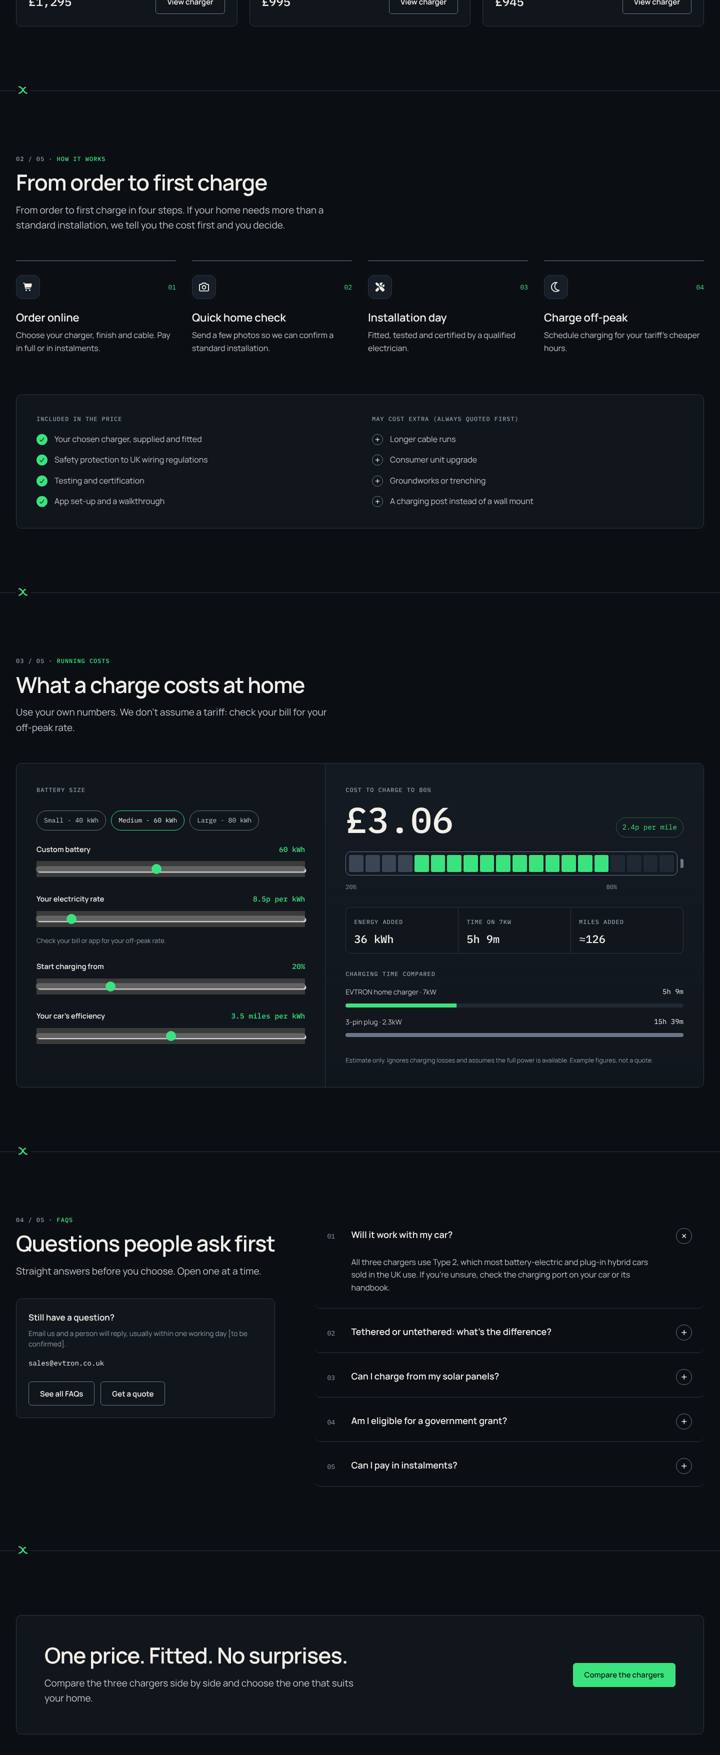 £1,295
View charger
£995
View charger
£945
View charger
02 / 05 · HOW IT WORKS
From order to first charge
From order to first charge in four steps. If your home needs more than a
standard installation, we tell you the cost first and you decide.
01
02
03
04
Order online
Choose your charger, finish and cable. Pay
in full or in instalments.
Quick home check
Send a few photos so we can confirm a
standard installation.
Installation day
Fitted, tested and certified by a qualified
electrician.
Charge off-peak
Schedule charging for your tariff's cheaper
hours.
INCLUDED IN THE PRICE
Your chosen charger, supplied and fitted
Safety protection to UK wiring regulations
Testing and certification
App set-up and a walkthrough
MAY COST EXTRA (ALWAYS QUOTED FIRST)
Longer cable runs
Consumer unit upgrade
Groundworks or trenching
A charging post instead of a wall mount
03 / 05 · RUNNING COSTS
What a charge costs at home
Use your own numbers. We don't assume a tariff: check your bill for your
off-peak rate.
BATTERY SIZE
Small · 40 kWh
Medium · 60 kWh
Large · 80 kWh
Custom battery
60 kWh
Your electricity rate
8.5p per kWh
Check your bill or app for your off-peak rate.
Start charging from
20%
Your car's efficiency
3.5 miles per kWh
COST TO CHARGE TO 80%
£3.06
2.4p per mile
20%
80%
ENERGY ADDED
36 kWh
TIME ON 7KW
5h 9m
MILES ADDED
≈126
CHARGING TIME COMPARED
EVTRON home charger · 7kW
5h 9m
3-pin plug · 2.3kW
15h 39m
Estimate only. Ignores charging losses and assumes the full power is available. Example figures, not a quote.
04 / 05 · FAQS
Questions people ask first
Straight answers before you choose. Open one at a time.
Still have a question?
Email us and a person will reply, usually within one working day [to be
confirmed].
sales@evtron.co.uk
See all FAQs
Get a quote
01
Will it work with my car?
All three chargers use Type 2, which most battery-electric and plug-in hybrid cars
sold in the UK use. If you're unsure, check the charging port on your car or its
handbook.
02
Tethered or untethered: what's the difference?
03
Can I charge from my solar panels?
04
Am I eligible for a government grant?
05
Can I pay in instalments?
One price. Fitted. No surprises.
Compare the three chargers side by side and choose the one that suits
your home.
Compare the chargers